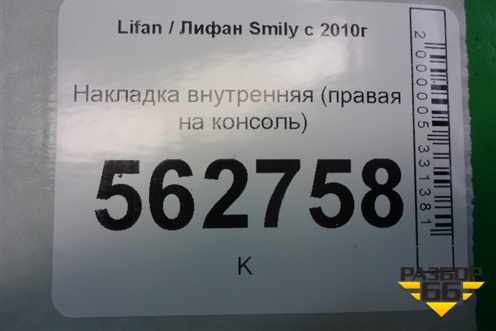 Lifan / Лифан Smily с 2010г
Накладка внутренняя (правая
на консоль)
562758
К
2000005331381
РАЗБОР
66